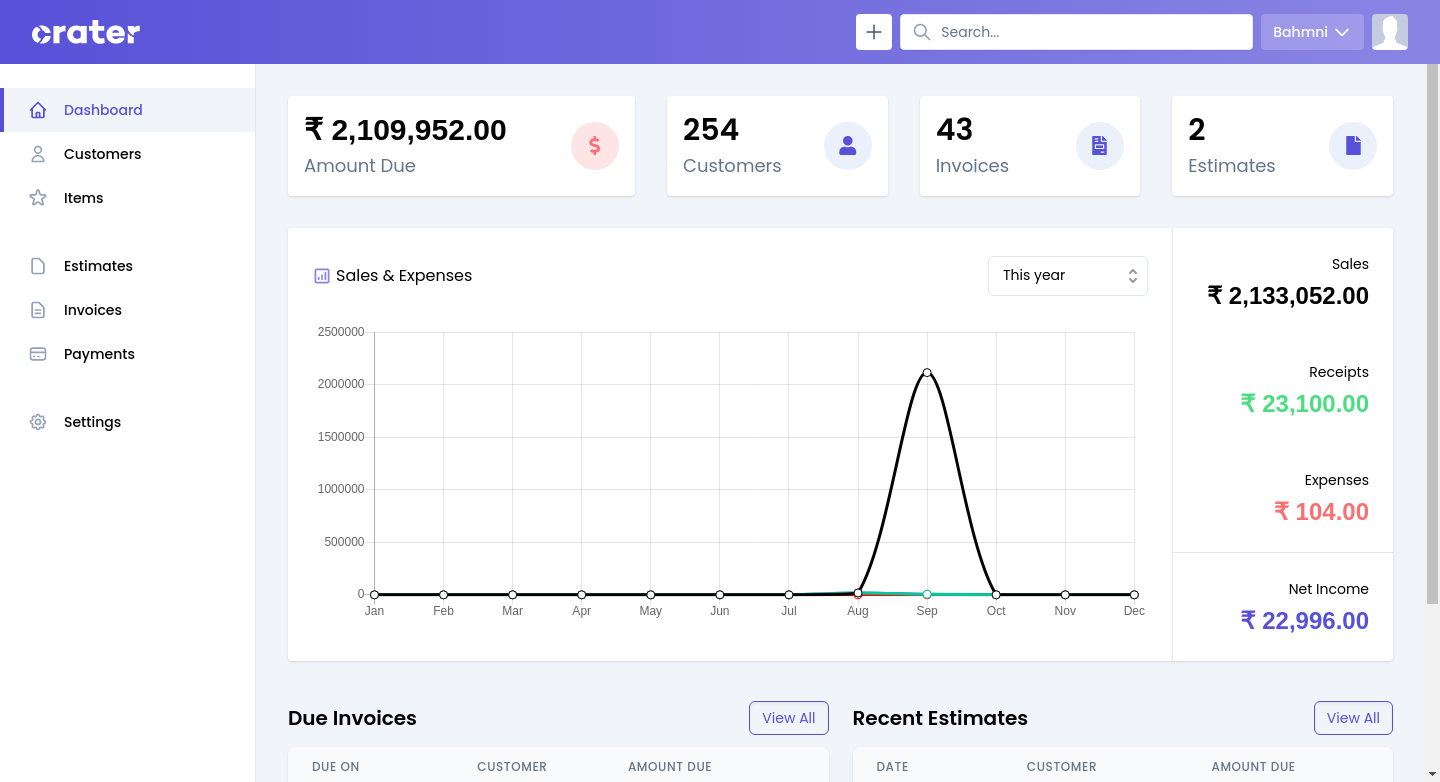 crater
Search...
Bahmni
Dashboard
Customers
Items
Estimates
Invoices
Payments
Settings
₹ 2,109,952.00
Amount Due
$
254
Customers
43
Invoices
2
Estimates
Sales & Expenses
This year
2500000
2000000
1500000
1000000
500000
0
Jan Feb Mar Apr May Jun Jul Aug Sep Oct Nov Dec
Sales
₹ 2,133,052.00
Receipts
₹ 23,100.00
Expenses
₹ 104.00
Net Income
₹ 22,996.00
Due Invoices
View All
DUE ON CUSTOMER AMOUNT DUE
Recent Estimates
View All
DATE CUSTOMER AMOUNT DUE